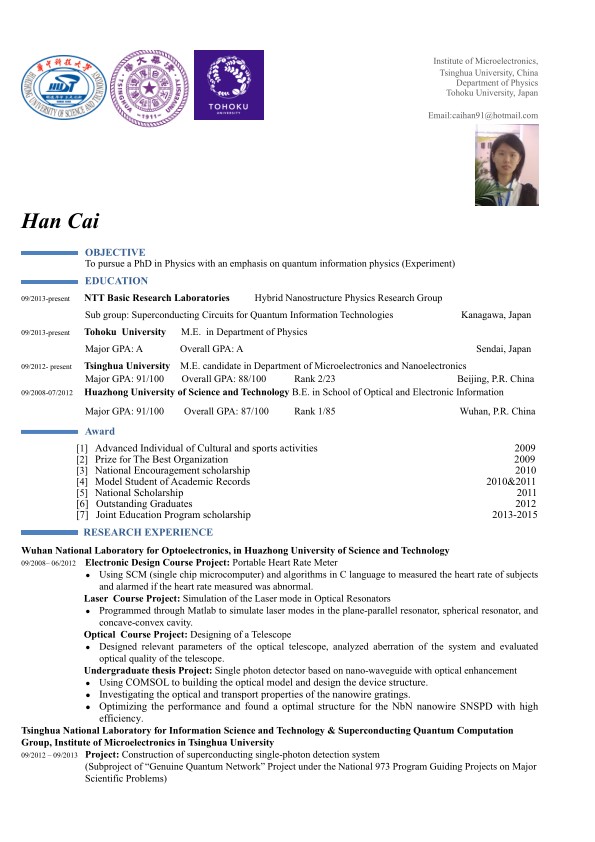 華中科技大学
HUAZHONG UNIVERSITY OF SCIENCE AND TECHNOLOGY
HUST
TSINGHUA UNIVERSITY
-1911-
TOHOKU
UNIVERSITY
Institute of Microelectronics,
Tsinghua University, China
Department of Physics
Tohoku University, Japan
Email:caihan91@hotmail.com
Han Cai
OBJECTIVE
To pursue a PhD in Physics with an emphasis on quantum information physics (Experiment)
EDUCATION
09/2013-present NTT Basic Research Laboratories Hybrid Nanostructure Physics Research Group
Sub group: Superconducting Circuits for Quantum Information Technologies Kanagawa, Japan
09/2013-present Tohoku University M.E. in Department of Physics
Major GPA: A Overall GPA: A Sendai, Japan
09/2012- present Tsinghua University M.E. candidate in Department of Microelectronics and Nanoelectronics
Major GPA: 91/100 Overall GPA: 88/100 Rank 2/23 Beijing, P.R. China
09/2008-07/2012 Huazhong University of Science and Technology B.E. in School of Optical and Electronic Information
Major GPA: 91/100 Overall GPA: 87/100 Rank 1/85 Wuhan, P.R. China
Award
[1] Advanced Individual of Cultural and sports activities 2009
[2] Prize for The Best Organization 2009
[3] National Encouragement scholarship 2010
[4] Model Student of Academic Records 2010&2011
[5] National Scholarship 2011
[6] Outstanding Graduates 2012
[7] Joint Education Program scholarship 2013-2015
RESEARCH EXPERIENCE
Wuhan National Laboratory for Optoelectronics, in Huazhong University of Science and Technology
09/2008– 06/2012 Electronic Design Course Project: Portable Heart Rate Meter
● Using SCM (single chip microcomputer) and algorithms in C language to measured the heart rate of subjects
and alarmed if the heart rate measured was abnormal.
Laser Course Project: Simulation of the Laser mode in Optical Resonators
● Programmed through Matlab to simulate laser modes in the plane-parallel resonator, spherical resonator, and
concave-convex cavity.
Optical Course Project: Designing of a Telescope
● Designed relevant parameters of the optical telescope, analyzed aberration of the system and evaluated
optical quality of the telescope.
Undergraduate thesis Project: Single photon detector based on nano-waveguide with optical enhancement
● Using COMSOL to building the optical model and design the device structure.
● Investigating the optical and transport properties of the nanowire gratings.
● Optimizing the performance and found a optimal structure for the NbN nanowire SNSPD with high
efficiency.
Tsinghua National Laboratory for Information Science and Technology & Superconducting Quantum Computation
Group, Institute of Microelectronics in Tsinghua University
09/2012 – 09/2013 Project: Construction of superconducting single-photon detection system
(Subproject of “Genuine Quantum Network” Project under the National 973 Program Guiding Projects on Major
Scientific Problems)